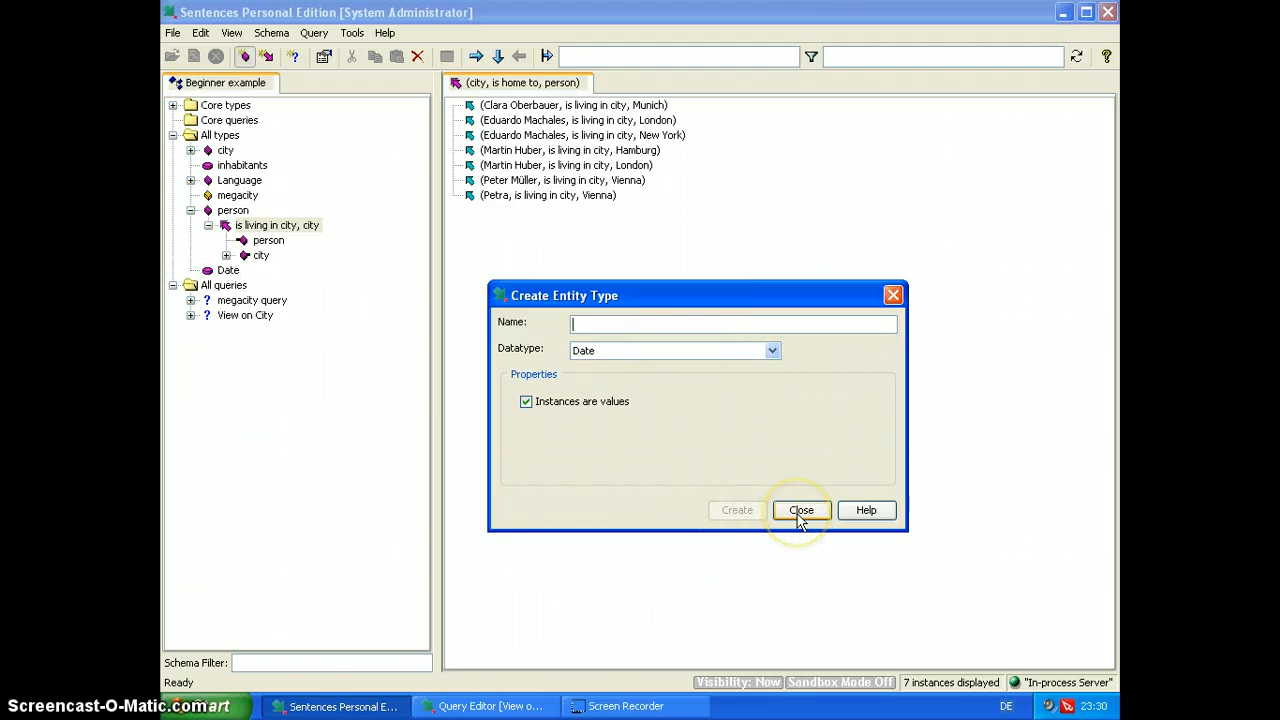 Sentences Personal Edition [System Administrator]
File Edit View Schema Query Tools Help
Beginner example
Core types
Core queries
All types
city
inhabitants
Language
megacity
person
is living in city, city
person
city
Date
All queries
megacity query
View on City
Schema Filter:
(city, is home to, person)
(Clara Oberbauer, is living in city, Munich)
(Eduardo Machales, is living in city, London)
(Eduardo Machales, is living in city, New York)
(Martin Huber, is living in city, Hamburg)
(Martin Huber, is living in city, London)
(Peter Müller, is living in city, Vienna)
(Petra, is living in city, Vienna)
Create Entity Type
Name:
Datatype: Date
Properties
Instances are values
Create Close Help
Ready Visibility: Now Sandbox Mode Off 7 instances displayed "In-process Server"
Screencast-O-Matic.com art Sentences Personal E... Query Editor [View o... Screen Recorder DE 23:30